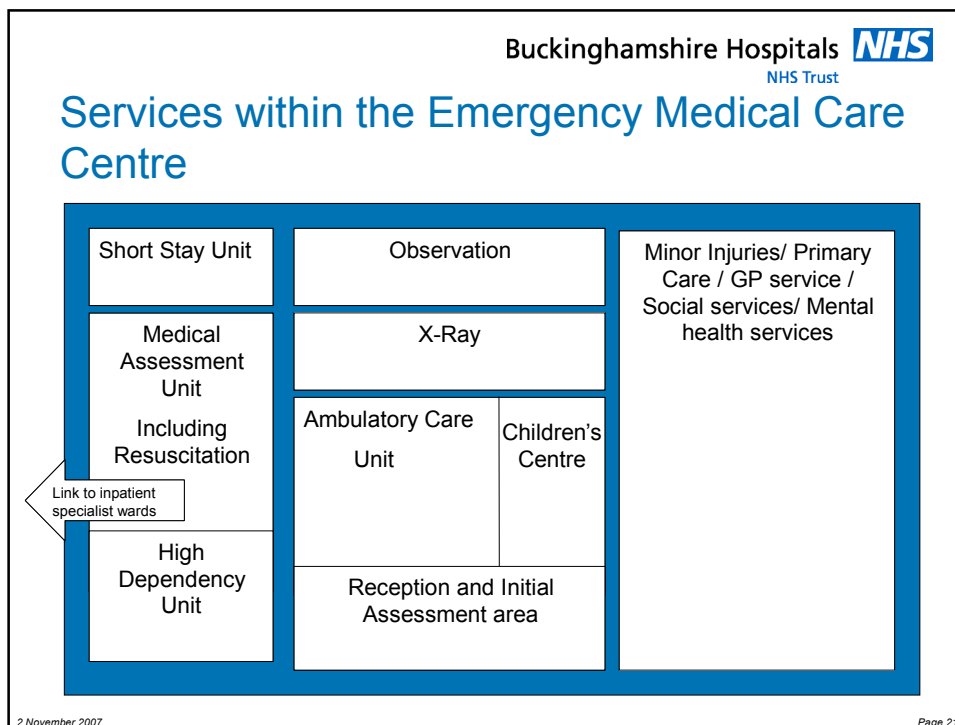 Buckinghamshire Hospitals NHS
NHS Trust
Services within the Emergency Medical Care
Centre
Short Stay Unit
Medical
Assessment
Unit
Including
Resuscitation
Link to inpatient
specialist wards
High
Dependency
Unit
Observation
X-Ray
Ambulatory Care
Unit
Children’s
Centre
Reception and Initial
Assessment area
Minor Injuries/ Primary
Care / GP service /
Social services/ Mental
health services
2 November 2007
Page 21